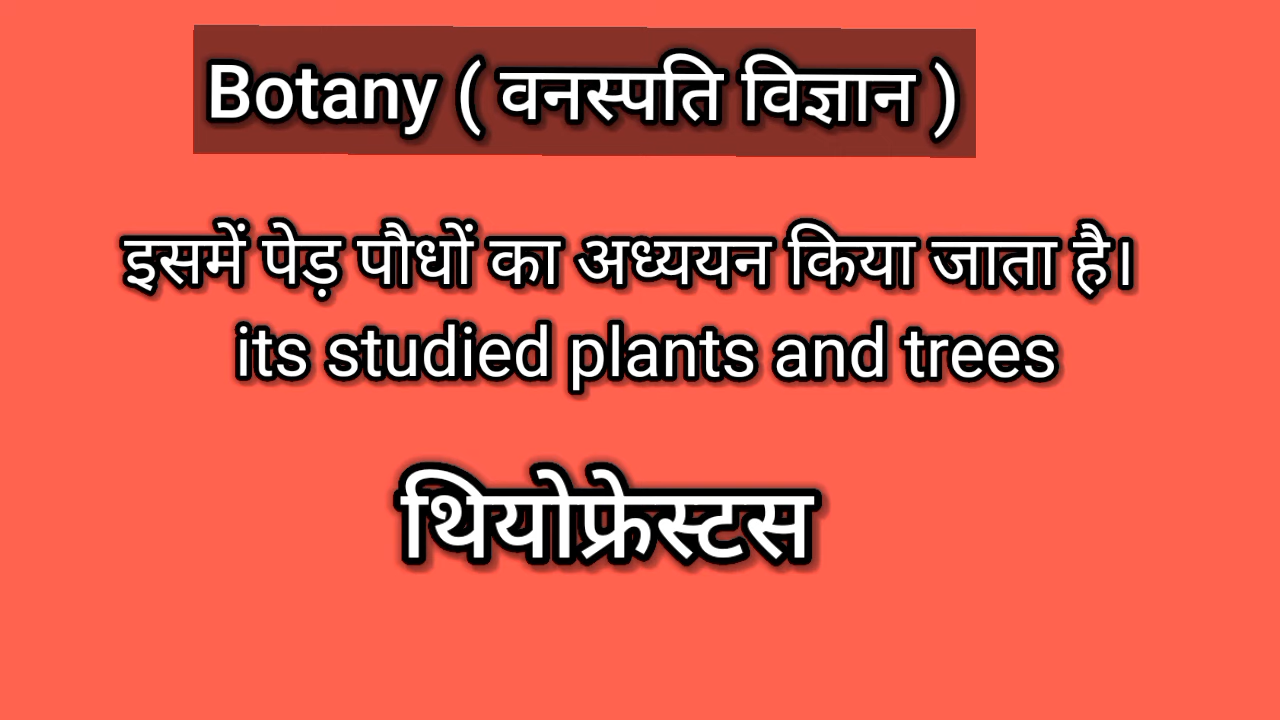 Botany ( वनस्पति विज्ञान )
इसमें पेड़ पौधों का अध्ययन किया जाता है।
its studied plants and trees
थियोफ्रेस्टस